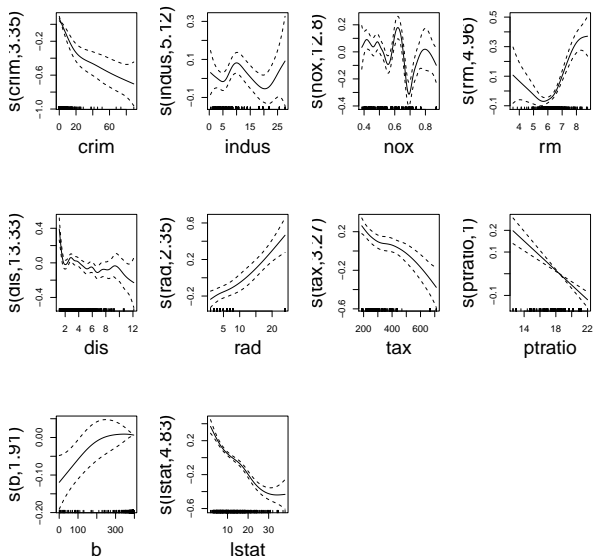 s(crim,3.35)
-1.0 -0.6
0 20 60
crim
s(indus,5.12)
-0.1 0.1 0.3
0 5 15 25
indus
s(nox,12.8)
-0.4 -0.2 0.0 0.2
0.4 0.6 0.8
nox
s(rm,4.96)
-0.1 0.1 0.3 0.5
4 5 6 7 8
rm
s(dis,13.33)
-0.4 0.0 0.4
2 4 6 8 10 12
dis
s(rad,2.35)
-0.2 0.2 0.6
5 10 20
rad
s(tax,3.27)
-0.6 -0.2 0.2
200 400 600
tax
s(ptratio,1)
-0.1 0.1 0.2
14 16 18 20 22
ptratio
s(b,1.91)
-0.20 -0.10 0.00
0 100 300
b
s(lstat,4.83)
-0.6 -0.2 0.2
10 20 30
lstat